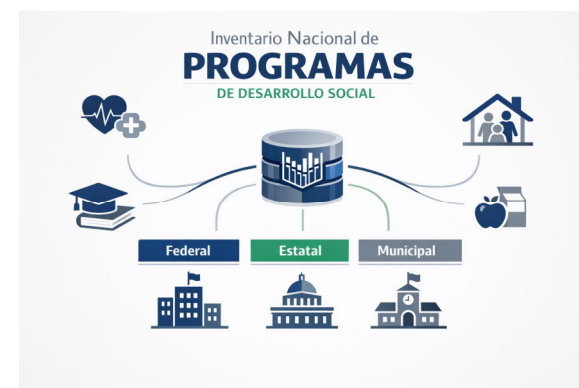 Inventario Nacional de
PROGRAMAS
DE DESARROLLO SOCIAL
Federal
Estatal
Municipal